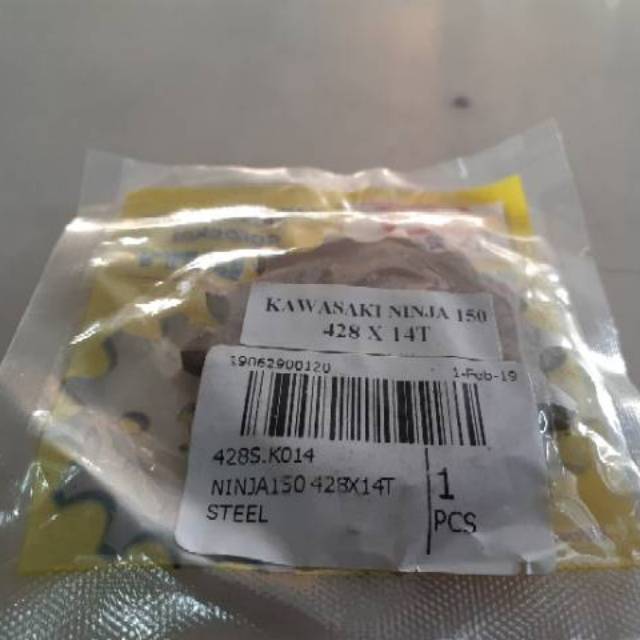 KAWASAKI NINJA 150
428 X 14T
19062900120 1-Feb-19
428S.K014
NINJA150 428X14T
STEEL
1
PCS